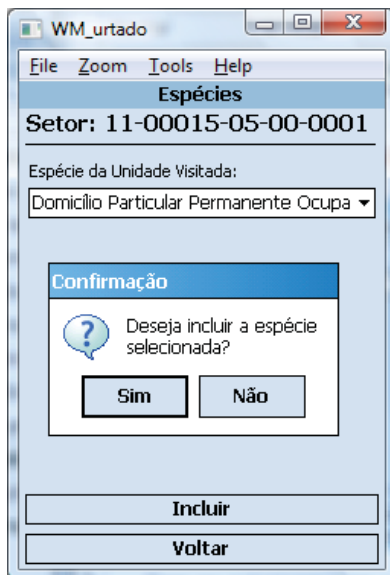 WM_urtado
File Zoom Tools Help
Espécies
Setor: 11-00015-05-00-0001
Espécie da Unidade Visitada:
Domicílio Particular Permanente Ocupa
Confirmação
Deseja incluir a espécie
selecionada?
Sim Não
Incluir
Voltar